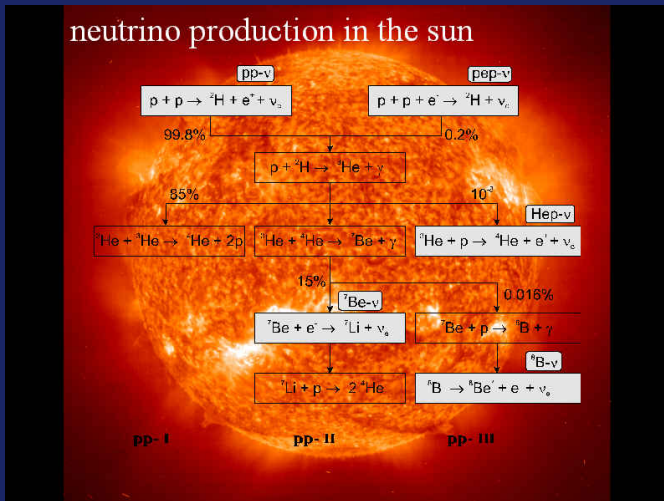 neutrino production in the sun
pp-ν
pep-ν
p + p → ²H + e⁺ + νₑ
p + p + e⁻ → ²H + νₑ
99.8%
0.2%
p + ²H → ³He + γ
85%
Hep-ν
³He + ³He → ⁴He + 2p
³He + ⁴He → ⁷Be + γ
³He + p → ⁴He + e⁺ + νₑ
15%
0.016%
⁷Be-ν
⁷Be + e⁻ → ⁷Li + νₑ
⁷Be + p → ⁸B + γ
⁸B-ν
⁷Li + p → 2 ⁴He
⁸B → ⁸Be* + e + νₑ
pp- I
pp- II
pp- III